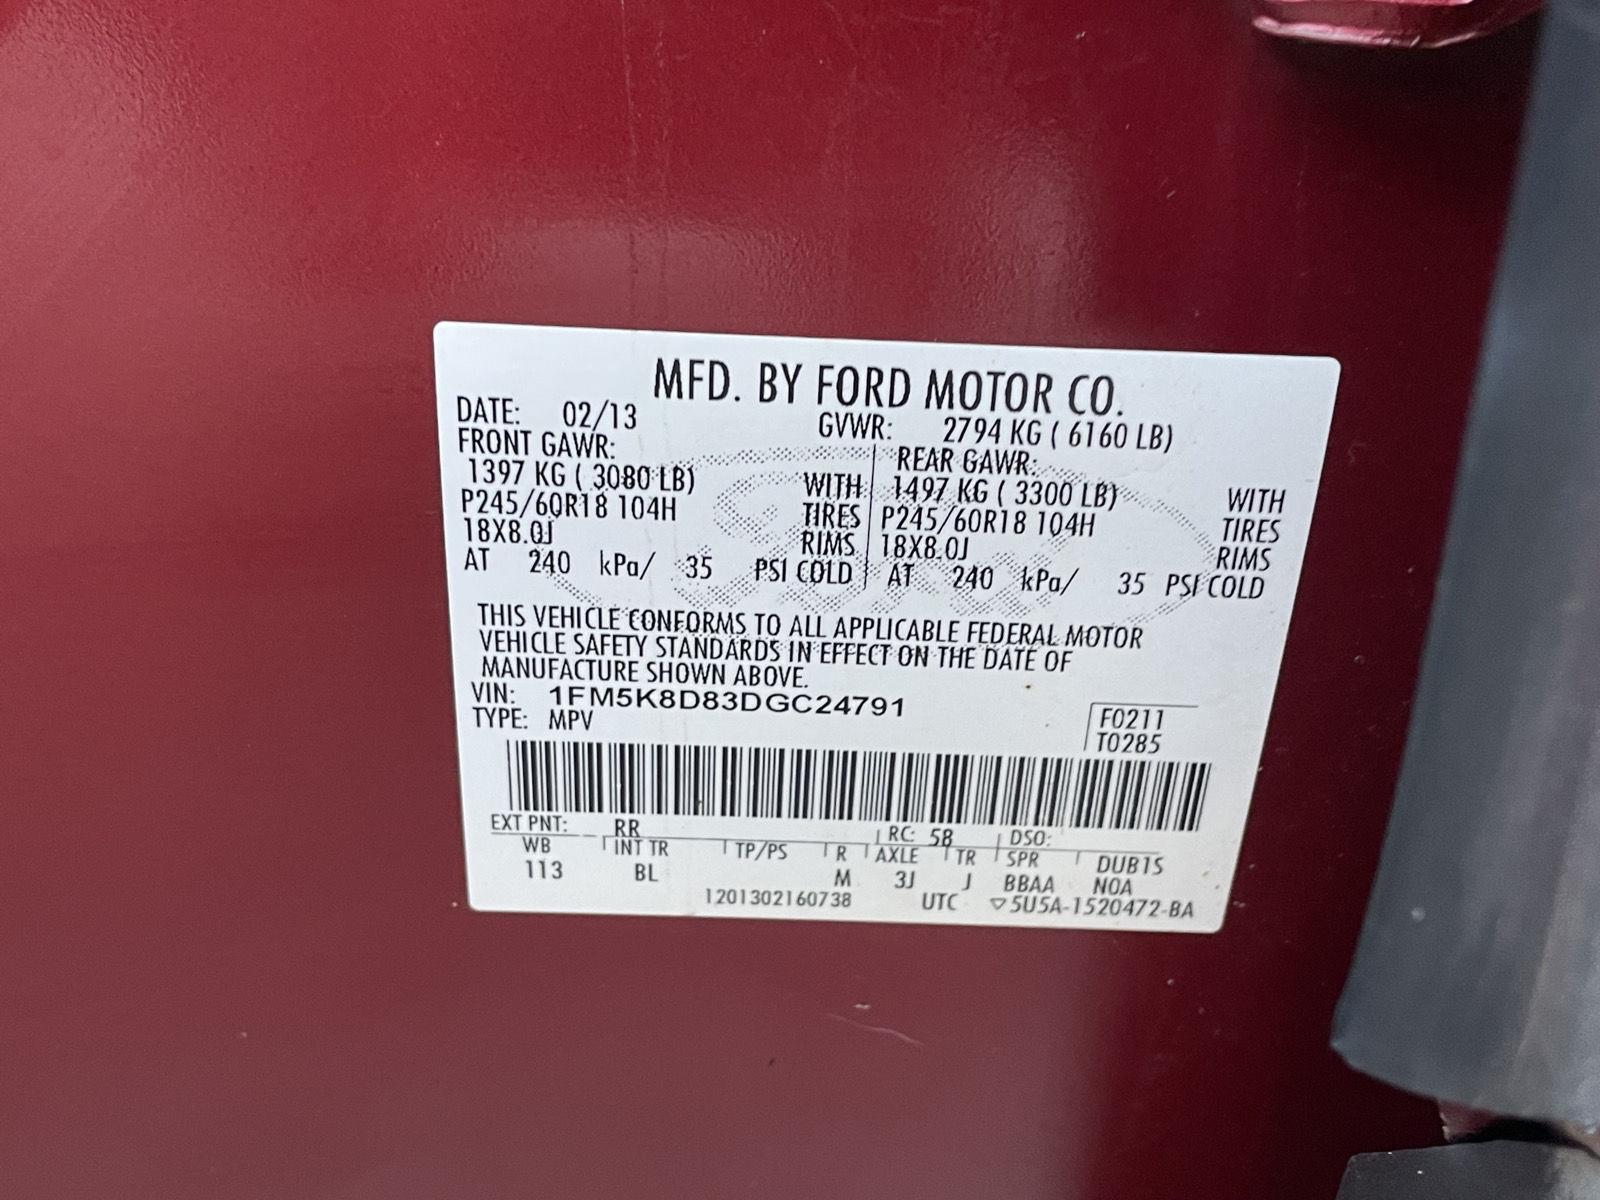 MFD. BY FORD MOTOR CO.
DATE: 02/13 GVWR: 2794 KG ( 6160 LB)
FRONT GAWR: REAR GAWR:
1397 KG ( 3080 LB) WITH 1497 KG ( 3300 LB) WITH
P245/60R18 104H TIRES P245/60R18 104H TIRES
18X8.0J RIMS 18X8.0J RIMS
AT 240 kPa/ 35 PSI COLD AT 240 kPa/ 35 PSI COLD
THIS VEHICLE CONFORMS TO ALL APPLICABLE FEDERAL MOTOR
VEHICLE SAFETY STANDARDS IN EFFECT ON THE DATE OF
MANUFACTURE SHOWN ABOVE.
VIN: 1FM5K8D83DGC24791
TYPE: MPV F0211
T0285
EXT PNT: RR RC: 58 DSO:
WB INT TR TP/PS R AXLE TR SPR DUB1S
113 BL M 3J J BBAA NOA
1201302160738 UTC ▽5U5A-1520472-BA